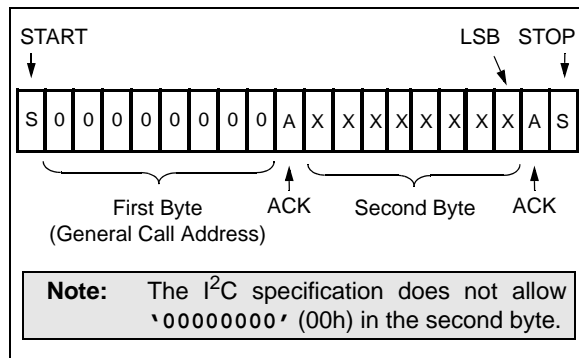 START LSB STOP
S 0 0 0 0 0 0 0 0 A X X X X X X X X A S
First Byte ACK Second Byte ACK
(General Call Address)
Note: The I2C specification does not allow
‘00000000’ (00h) in the second byte.